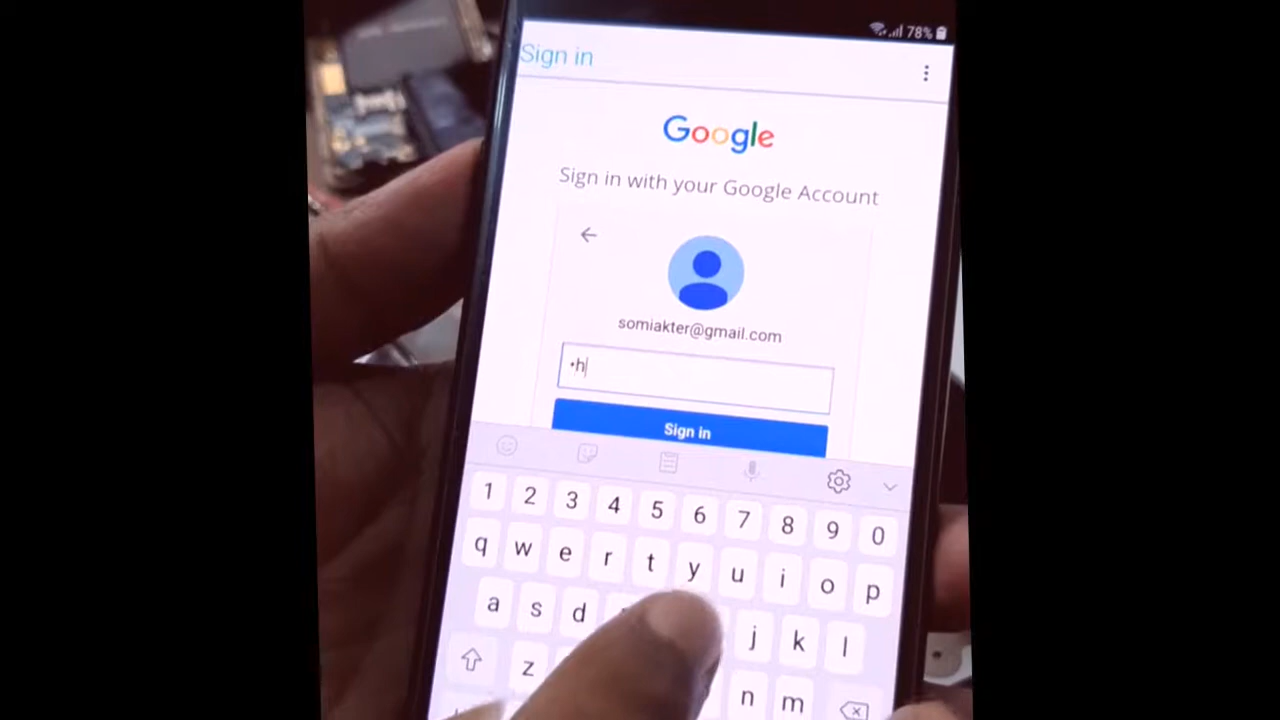 78%
Sign in
Google
Sign in with your Google Account
somiakter@gmail.com
•h
Sign in
1 2 3 4 5 6 7 8 9 0
q w e r t y u i o p
a s d j k l
z n m